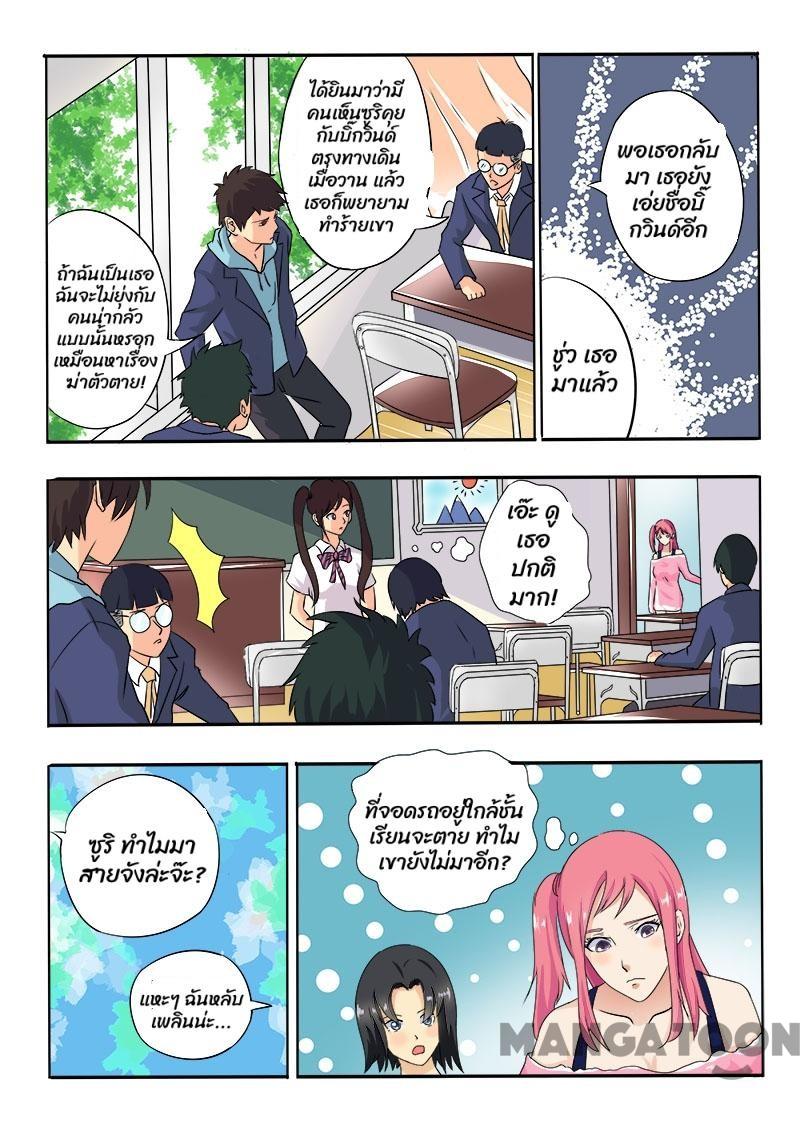 ได้ยินมาว่ามี
คนเห็นซูริคุย
กับบิ๊กวินด์
ตรงทางเดิน
เมื่อวาน แล้ว
เธอก็พยายาม
ทำร้ายเขา
ถ้าฉันเป็นเธอ
ฉันจะไม่ยุ่งกับ
คนน่ากลัว
แบบนั้นหรอก
เหมือนหาเรื่อง
ฆ่าตัวตาย!
พอเธอกลับ
มา เธอยัง
เอ่ยชื่อบิ๊
กวินด์อีก
ชู่ว เธอ
มาแล้ว
เอ๊ะ ดู
เธอ
ปกติ
มาก!
ซูริ ทำไมมา
สายจังล่ะจ๊ะ?
แหะๆ ฉันหลับ
เพลินน่ะ...
ที่จอดรถอยู่ใกล้ชั้น
เรียนจะตาย ทำไม
เขายังไม่มาอีก?
MANGATOON